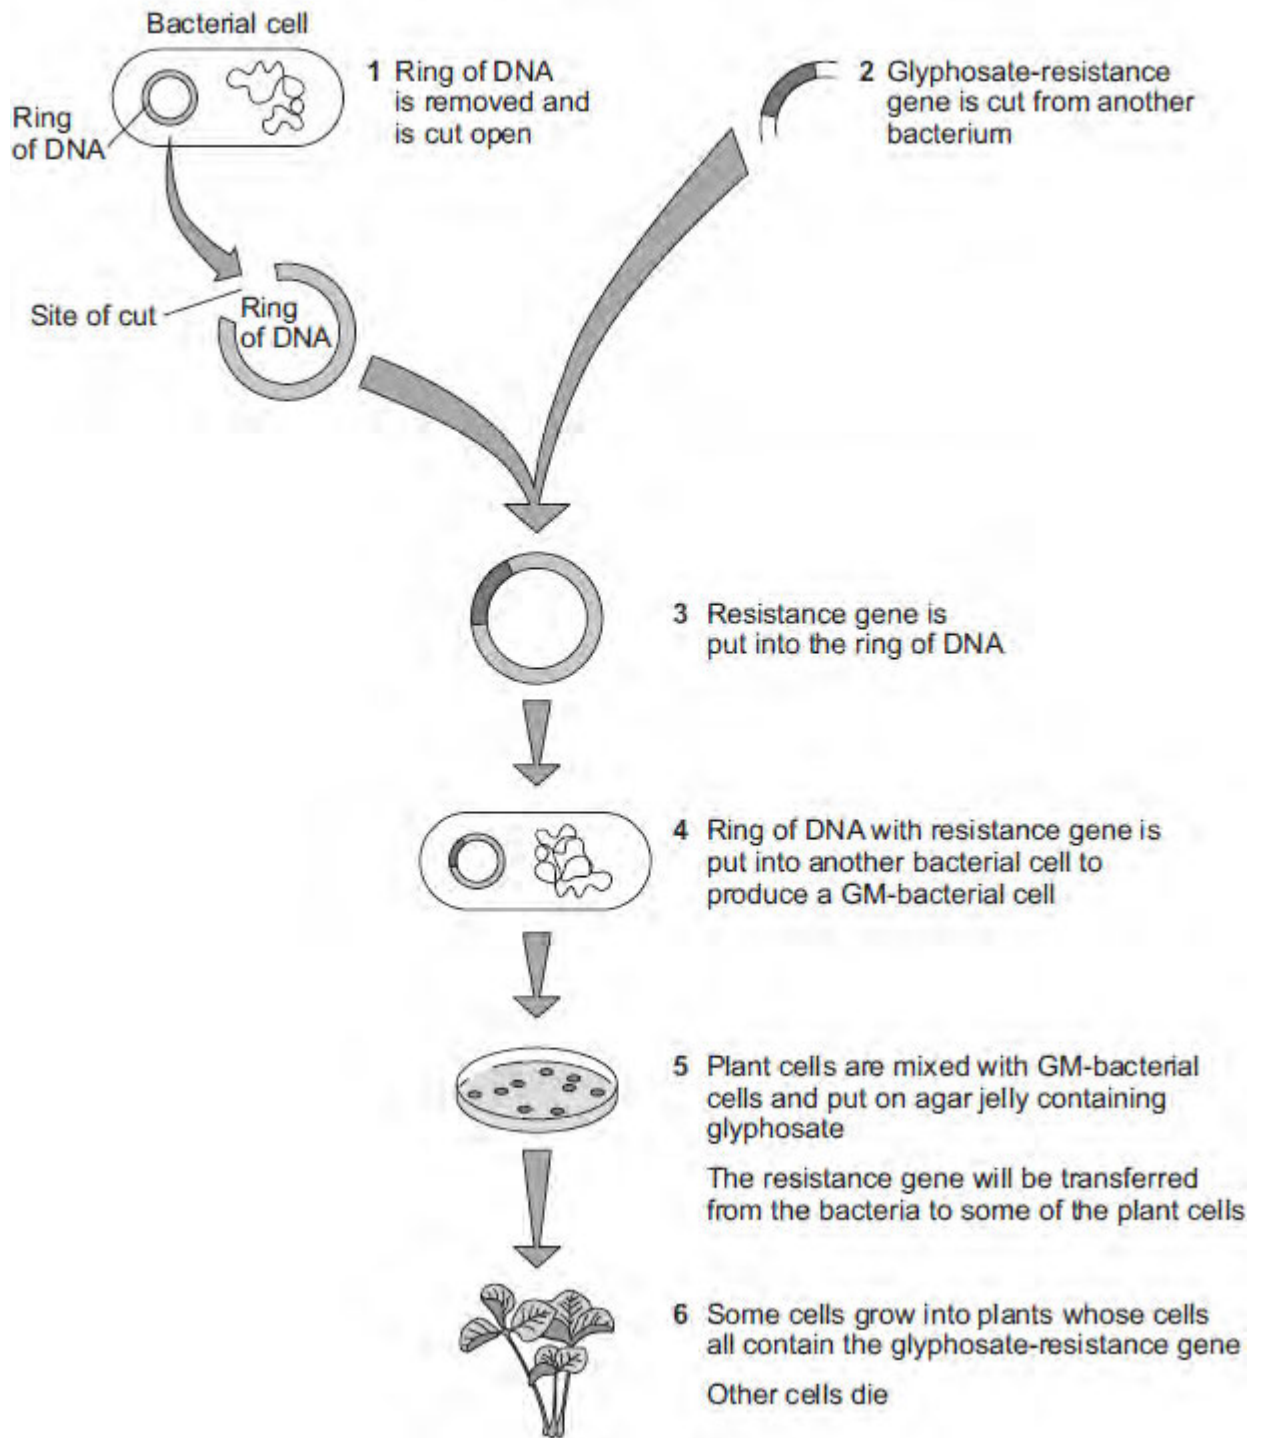 Bacterial cell
Ring
of DNA
1 Ring of DNA
is removed and
is cut open
2 Glyphosate-resistance
gene is cut from another
bacterium
Site of cut
Ring
of DNA
3 Resistance gene is
put into the ring of DNA
4 Ring of DNA with resistance gene is
put into another bacterial cell to
produce a GM-bacterial cell
5 Plant cells are mixed with GM-bacterial
cells and put on agar jelly containing
glyphosate
The resistance gene will be transferred
from the bacteria to some of the plant cells
6 Some cells grow into plants whose cells
all contain the glyphosate-resistance gene
Other cells die